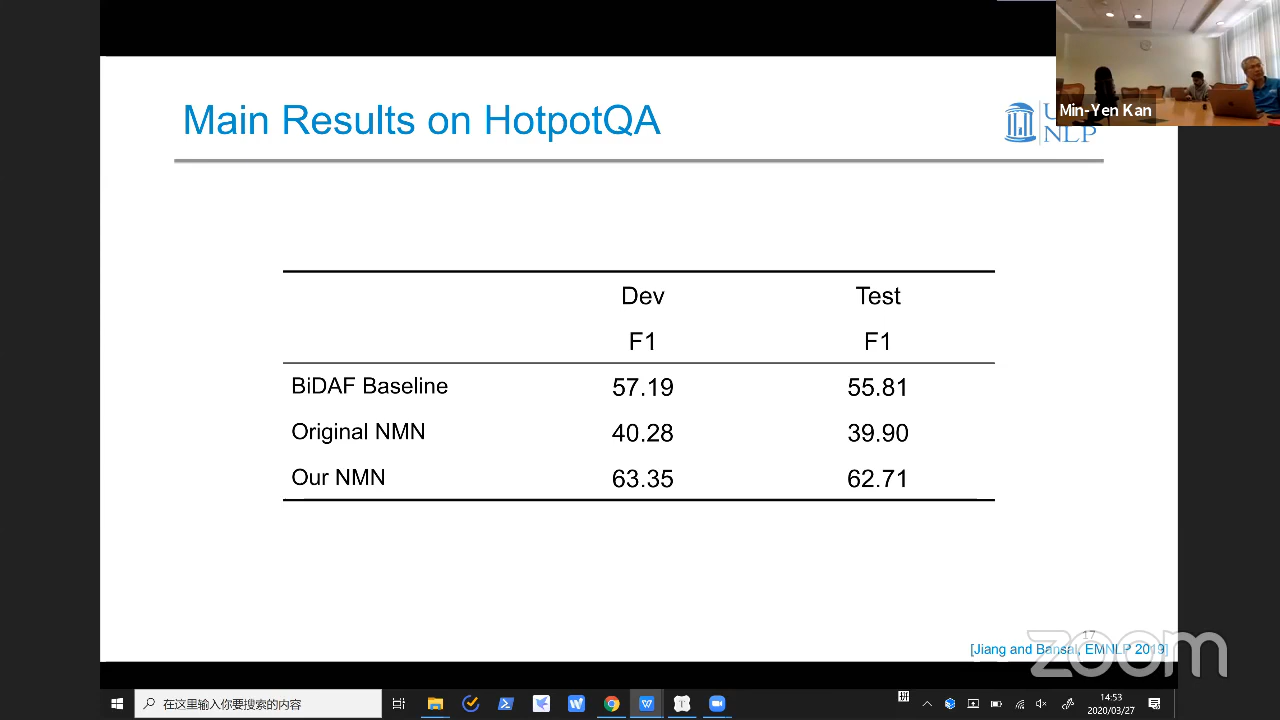 Main Results on HotpotQA
NLP
Min-Yen Kan
Dev Test
F1 F1
BiDAF Baseline 57.19 55.81
Original NMN 40.28 39.90
Our NMN 63.35 62.71
17
[Jiang and Bansal, EMNLP 2019]
zoom
在这里输入你要搜索的内容
14:53
2020/03/27